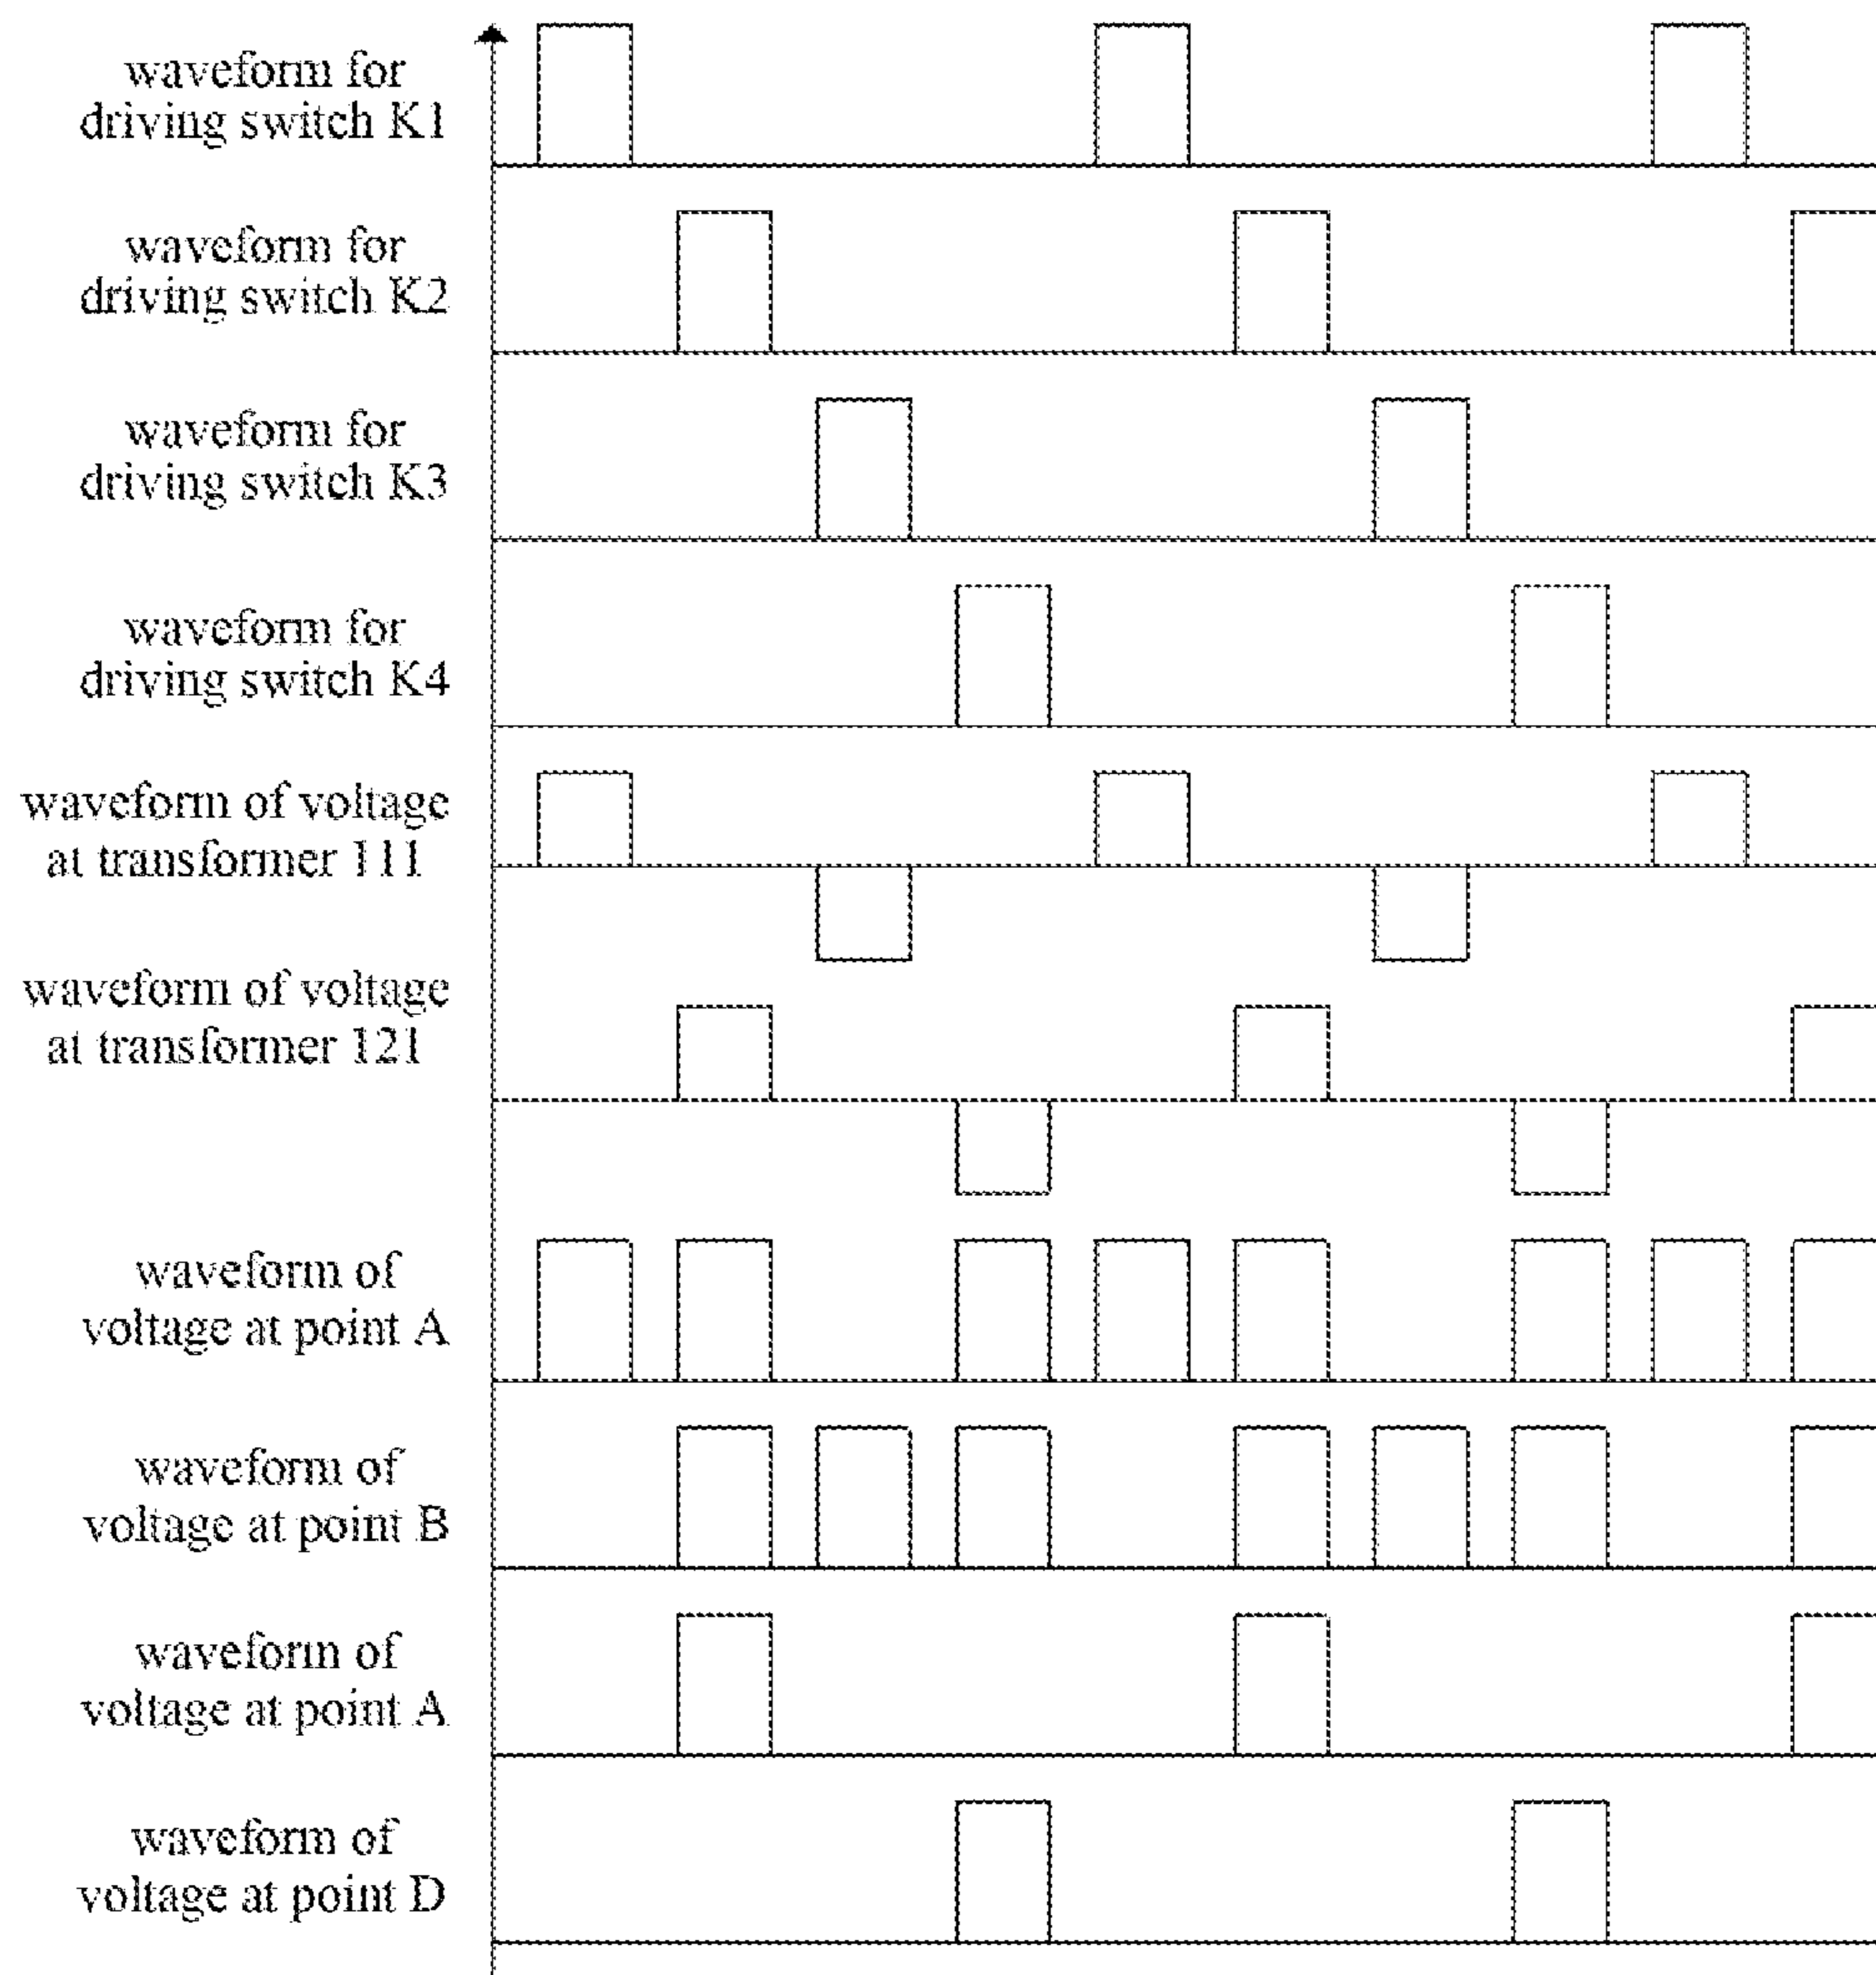 waveform for
driving switch K1
waveform for
driving switch K2
waveform for
driving switch K3
waveform for
driving switch K4
waveform of voltage
at transformer 111
waveform of voltage
at transformer 121
waveform of
voltage at point A
waveform of
voltage at point B
waveform of
voltage at point A
waveform of
voltage at point D